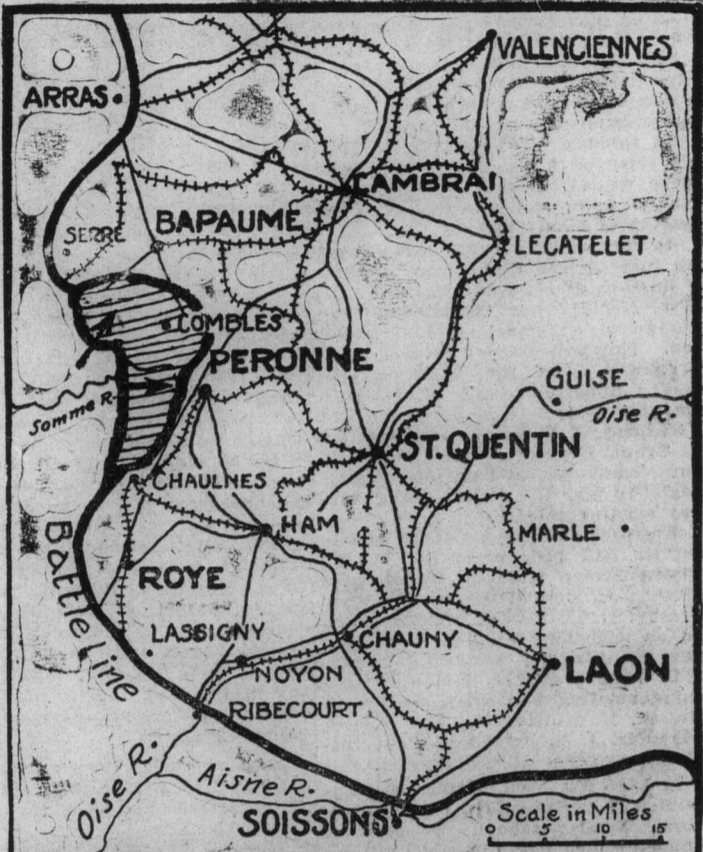 VALENCIENNES
ARRAS
CAMBRAI
SERRE
BAPAUME
LECATELET
COMBLES
PERONNE
GUISE
Somme R.
Oise R.
ST. QUENTIN
CHAULNES
HAM
MARLE
Battle Line
ROYE
LASSIGNY
CHAUNY
LAON
NOYON
RIBECOURT
Oise R.
Aisne R.
SOISSONS
Scale in Miles
0 5 10 15